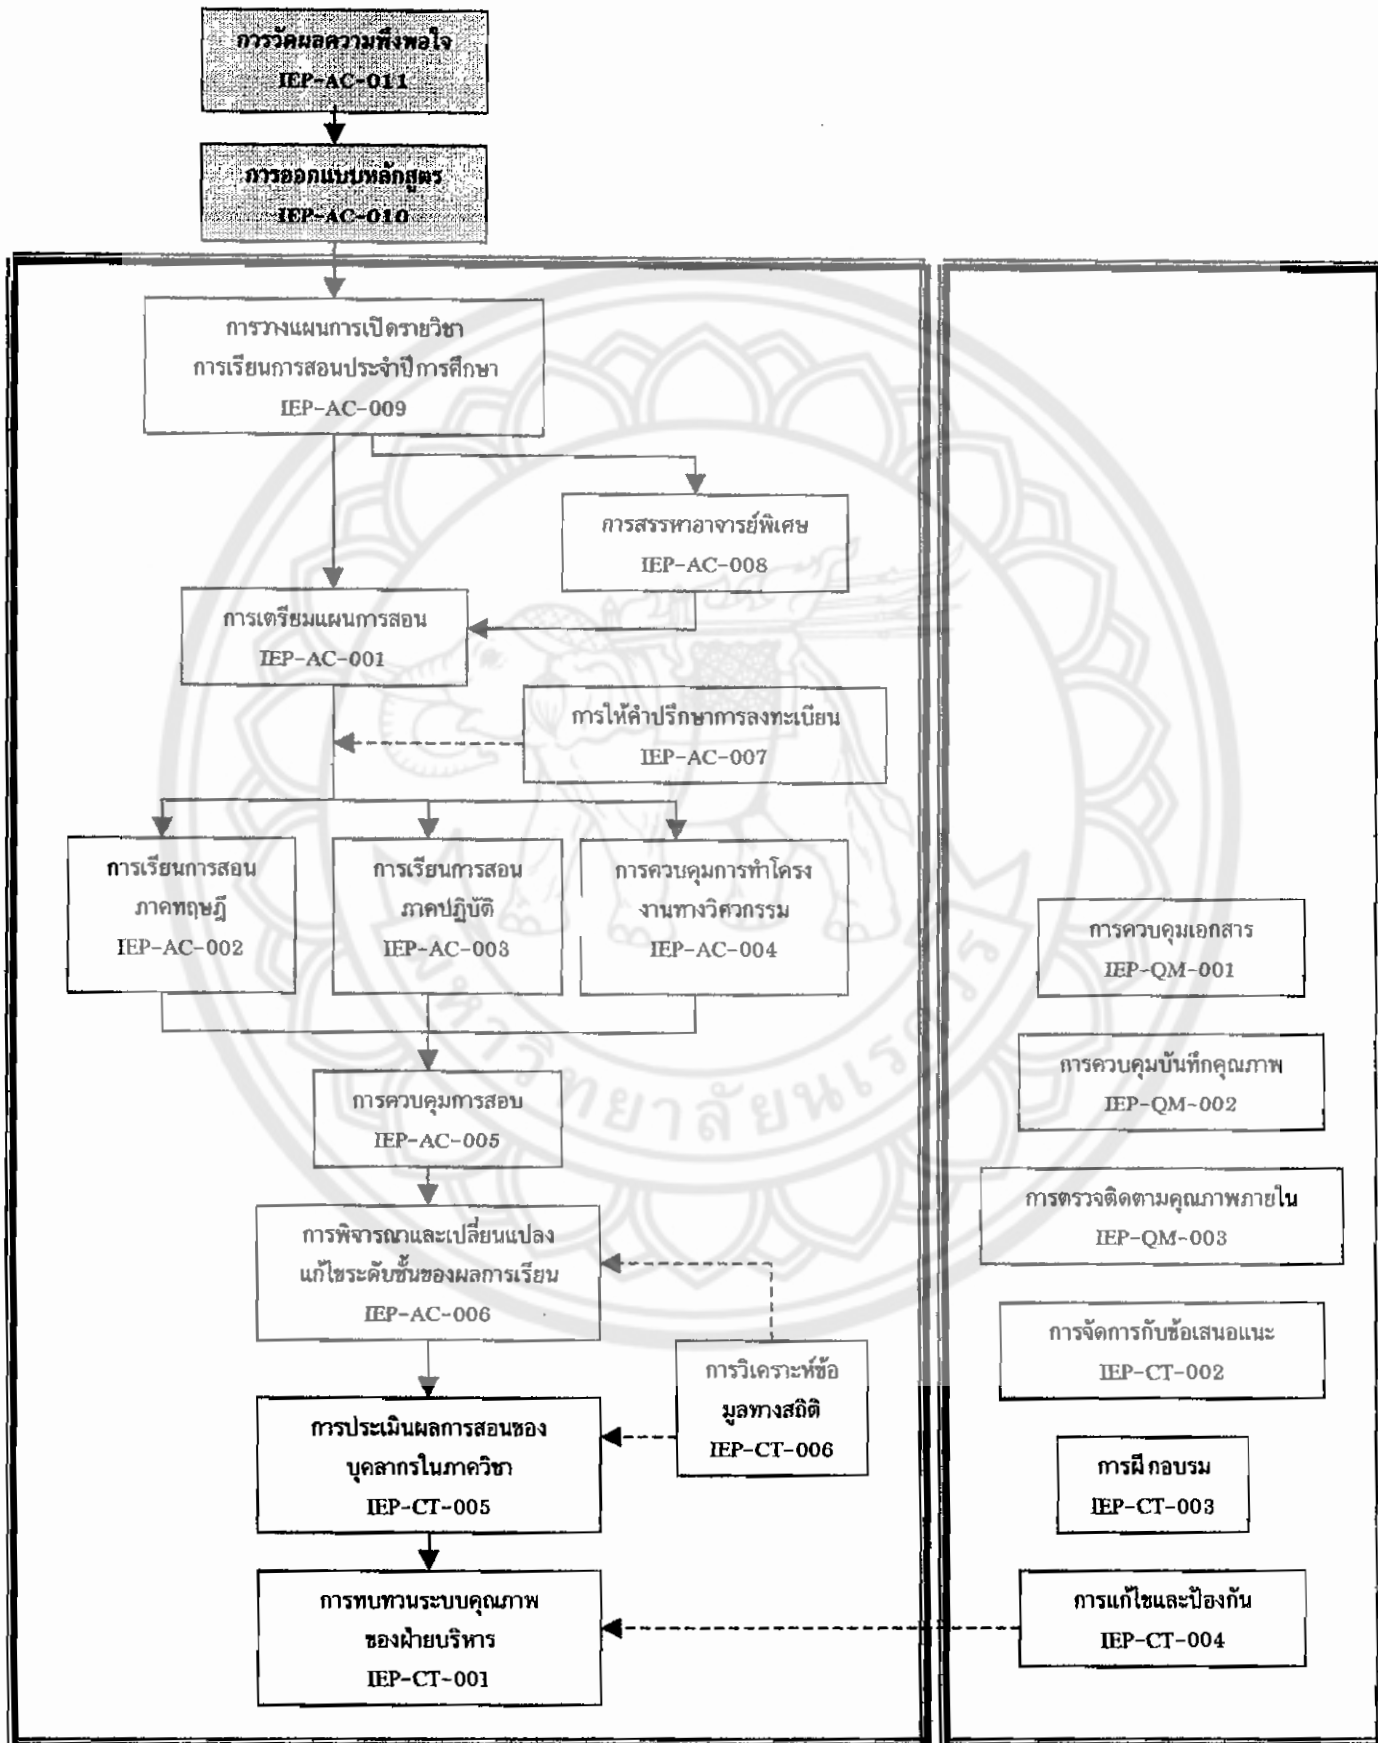 การวัดผลความพึงพอใจ
IEP-AC-011
การออกแบบหลักสูตร
IEP-AC-010
การวางแผนการเปิดรายวิชา
การเรียนการสอนประจำปีการศึกษา
IEP-AC-009
การสรรหาอาจารย์พิเศษ
IEP-AC-008
การเตรียมแผนการสอน
IEP-AC-001
การให้คำปรึกษาการลงทะเบียน
IEP-AC-007
การเรียนการสอน
ภาคทฤษฎี
IEP-AC-002
การเรียนการสอน
ภาคปฏิบัติ
IEP-AC-003
การควบคุมการทำโครง
งานทางวิศวกรรม
IEP-AC-004
การควบคุมการสอบ
IEP-AC-005
การพิจารณาและเปลี่ยนแปลง
แก้ไขระดับขั้นของผลการเรียน
IEP-AC-006
การวิเคราะห์ข้อ
มูลทางสถิติ
IEP-CT-006
การประเมินผลการสอนของ
บุคลากรในภาควิชา
IEP-CT-005
การทบทวนระบบคุณภาพ
ของฝ่ายบริหาร
IEP-CT-001
การควบคุมเอกสาร
IEP-QM-001
การควบคุมบันทึกคุณภาพ
IEP-QM-002
การตรวจติดตามคุณภาพภายใน
IEP-QM-003
การจัดการกับข้อเสนอแนะ
IEP-CT-002
การฝึกอบรม
IEP-CT-003
การแก้ไขและป้องกัน
IEP-CT-004
มหาวิทยาลัยนเรศวร